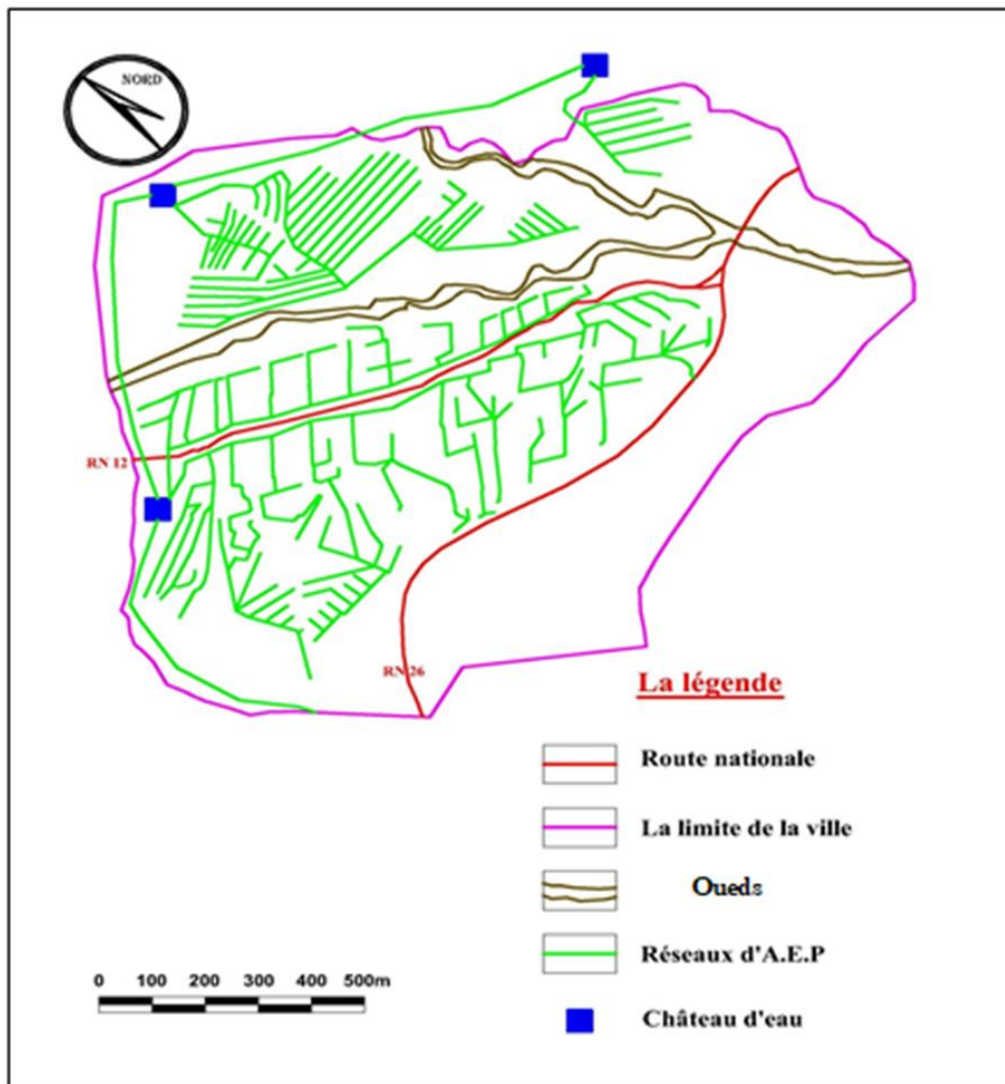 NORD
RN 12
RN 26
La légende
Route nationale
La limite de la ville
Oueds
Réseaux d'A.E.P
Château d'eau
0 100 200 300 400 500m